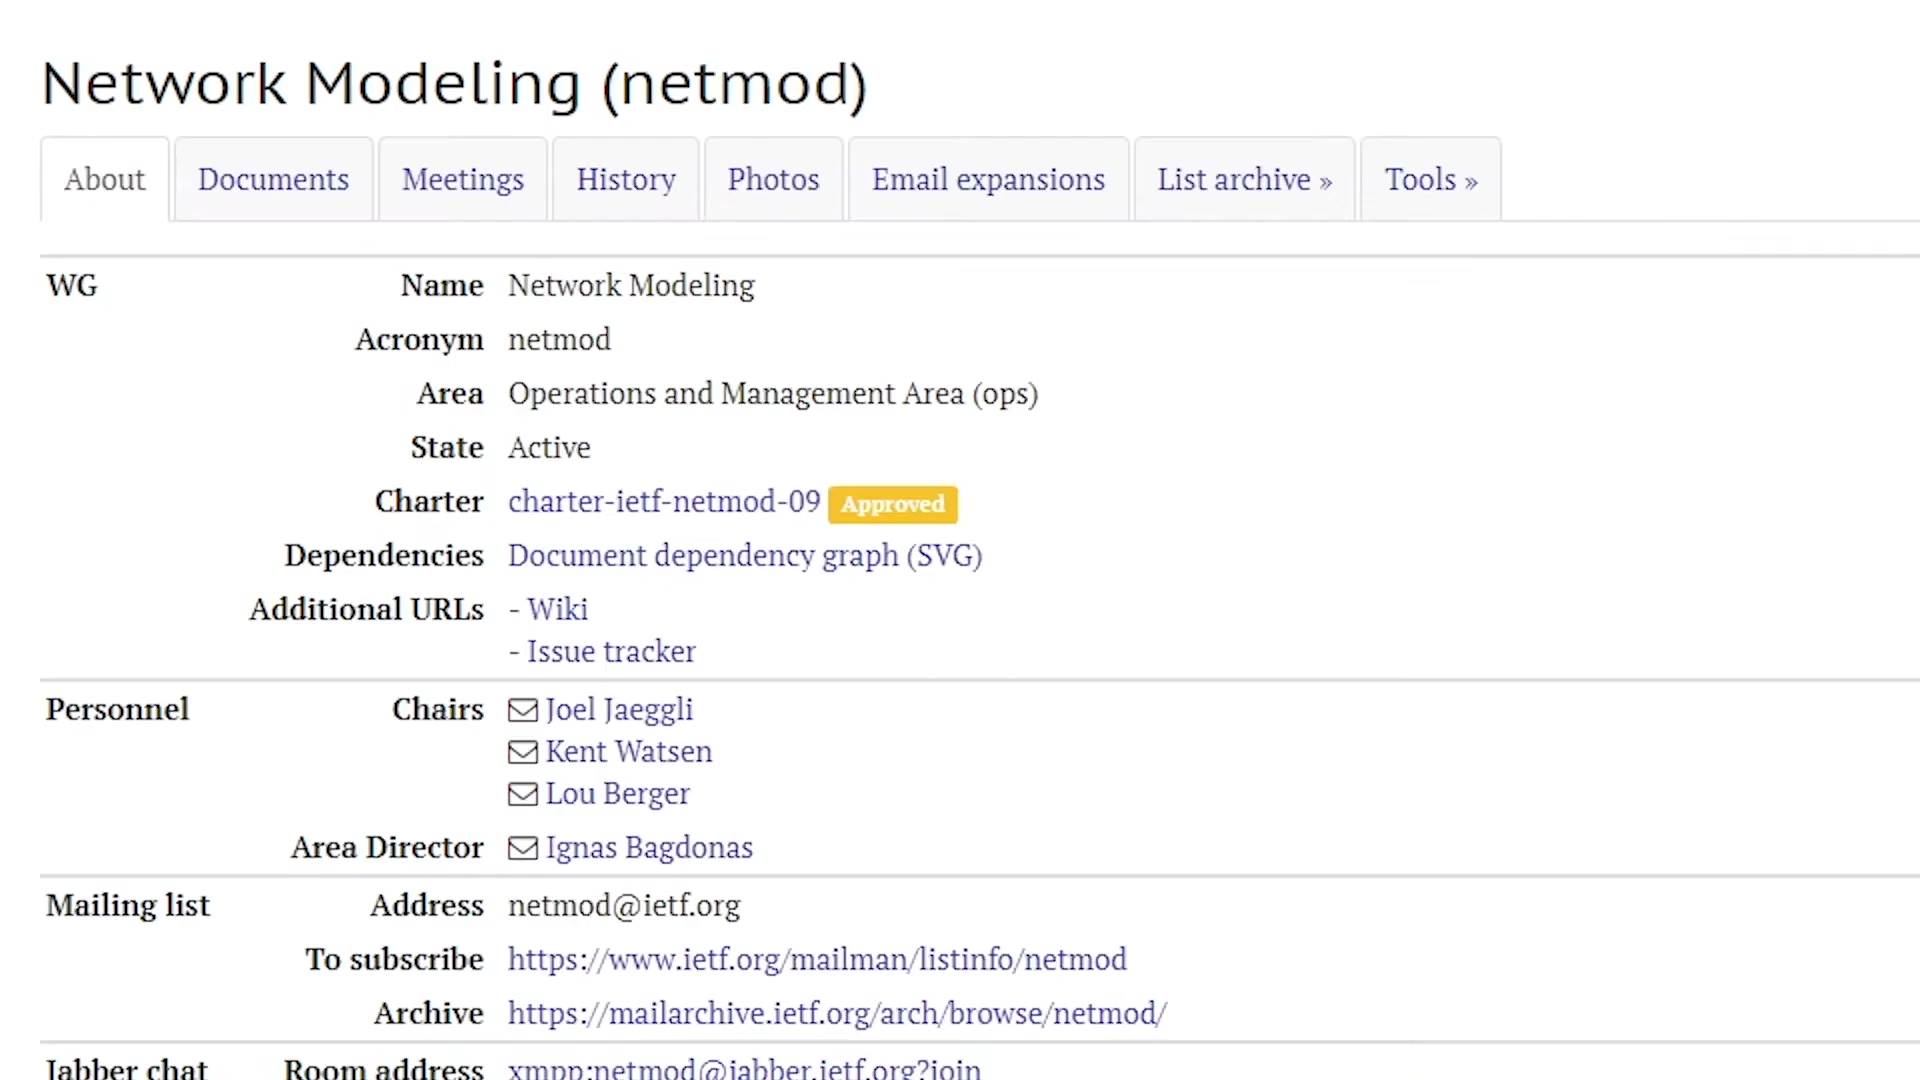 Network Modeling (netmod)
About Documents Meetings History Photos Email expansions List archive » Tools »
WG Name Network Modeling
Acronym netmod
Area Operations and Management Area (ops)
State Active
Charter charter-ietf-netmod-09 Approved
Dependencies Document dependency graph (SVG)
Additional URLs - Wiki
- Issue tracker
Personnel Chairs Joel Jaeggli
Kent Watsen
Lou Berger
Area Director Ignas Bagdonas
Mailing list Address netmod@ietf.org
To subscribe https://www.ietf.org/mailman/listinfo/netmod
Archive https://mailarchive.ietf.org/arch/browse/netmod/
Jabber chat Room address xmpp:netmod@jabber.ietf.org?join